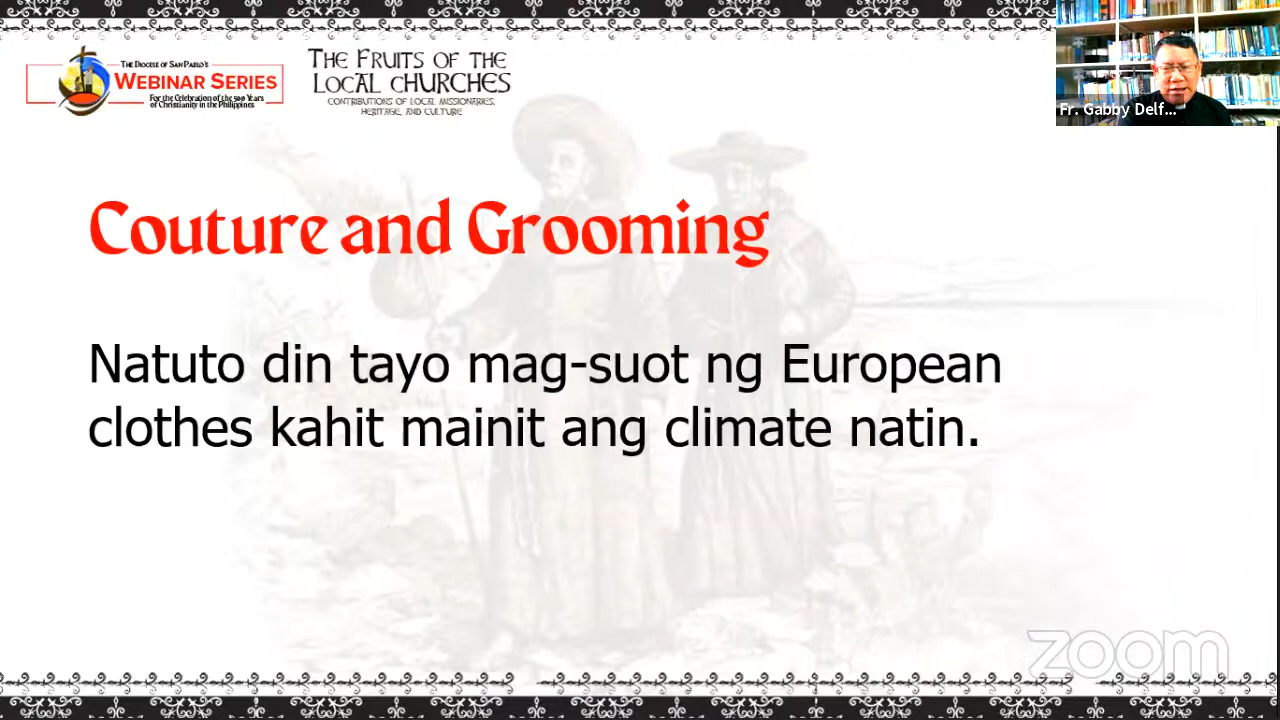 THE DIOCESE OF SAN PABLO'S
WEBINAR SERIES
For the Celebration of the 500 Years
of Christianity in the Philippines
THE FRUITS OF THE
LOCAL CHURCHES
CONTRIBUTIONS OF LOCAL MISSIONARIES,
HERITAGE, AND CULTURE
Fr. Gabby Delf...
Couture and Grooming
Natuto din tayo mag-suot ng European
clothes kahit mainit ang climate natin.
zoom